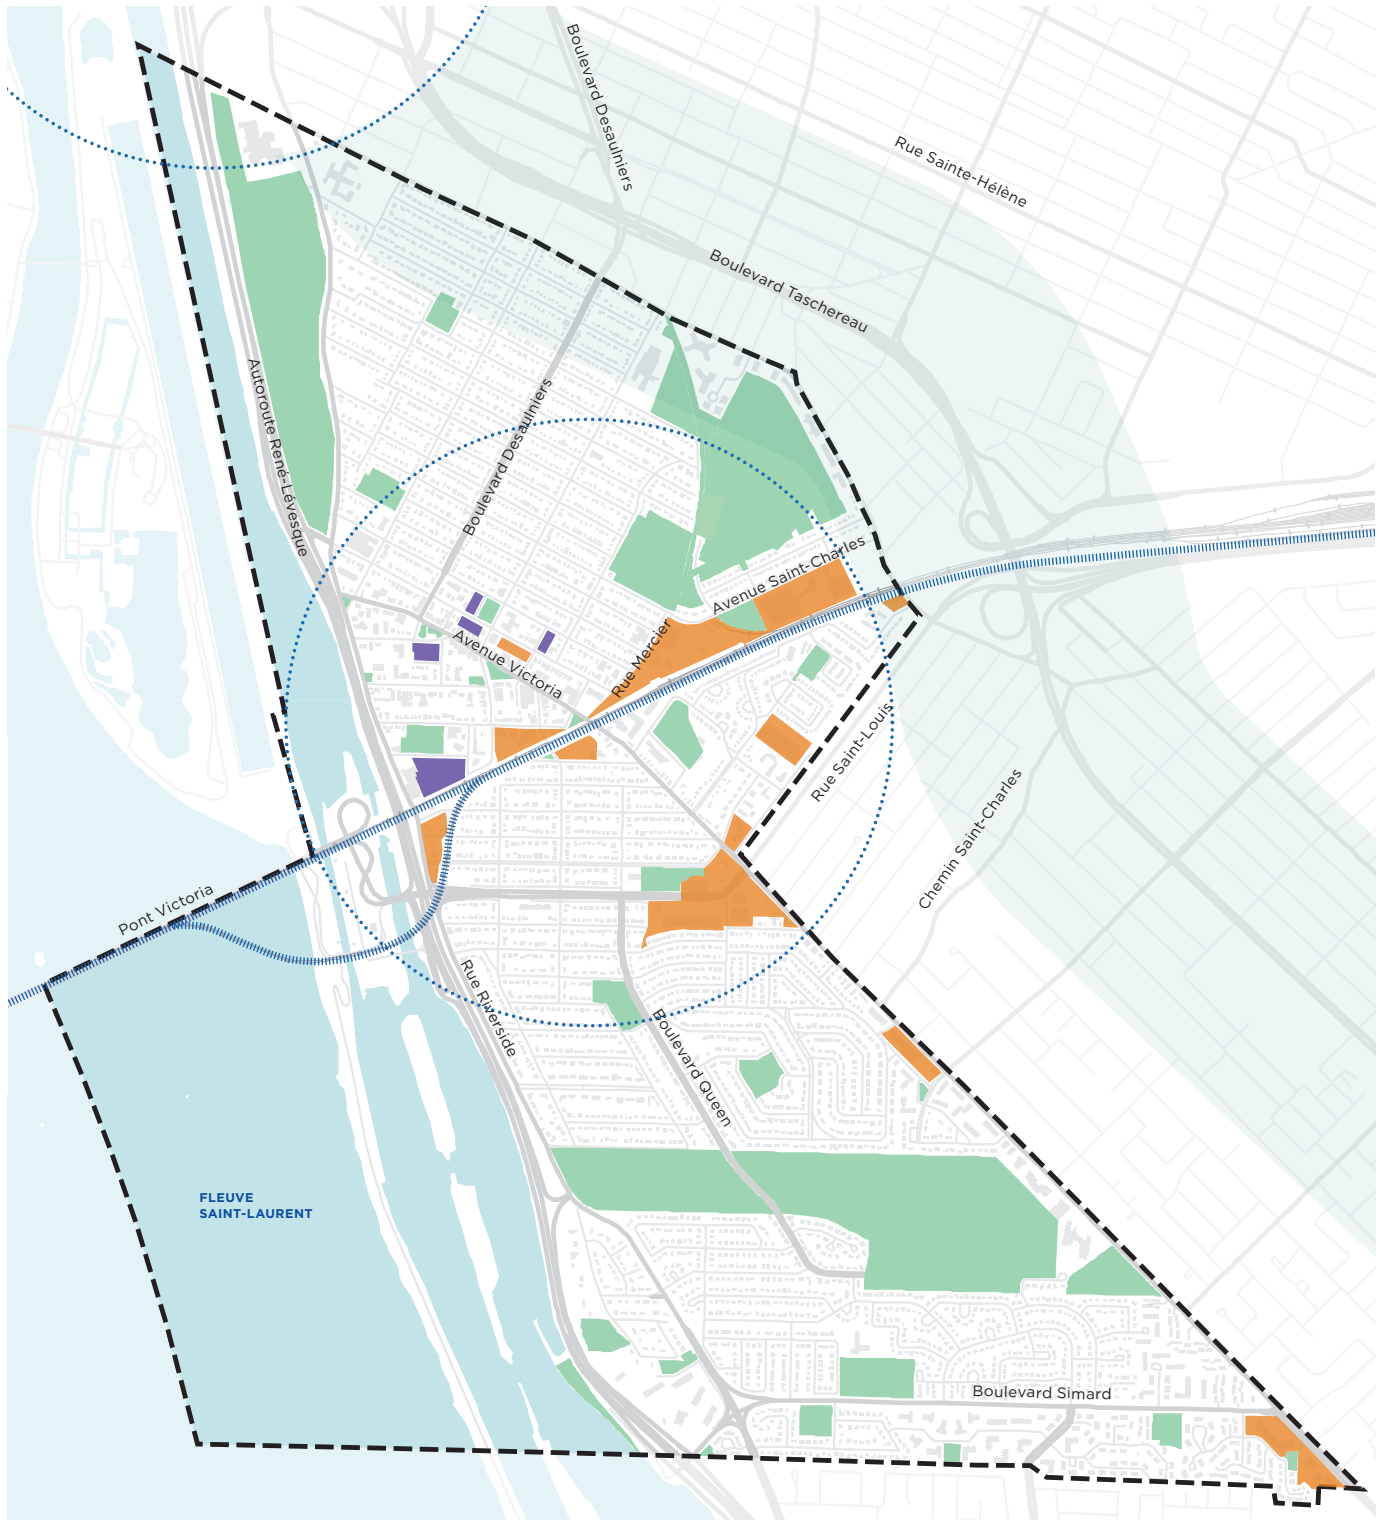 Boulevard Desaulniers
Rue Sainte-Hélène
Boulevard Taschereau
Autoroute René-Lévesque
Boulevard Desaulniers
Avenue Saint-Charles
Avenue Victoria
Rue Mercier
Rue Saint-Louis
Chemin Saint-Charles
Pont Victoria
Rue Riverside
Boulevard Queen
FLEUVE
SAINT-LAURENT
Boulevard Simard